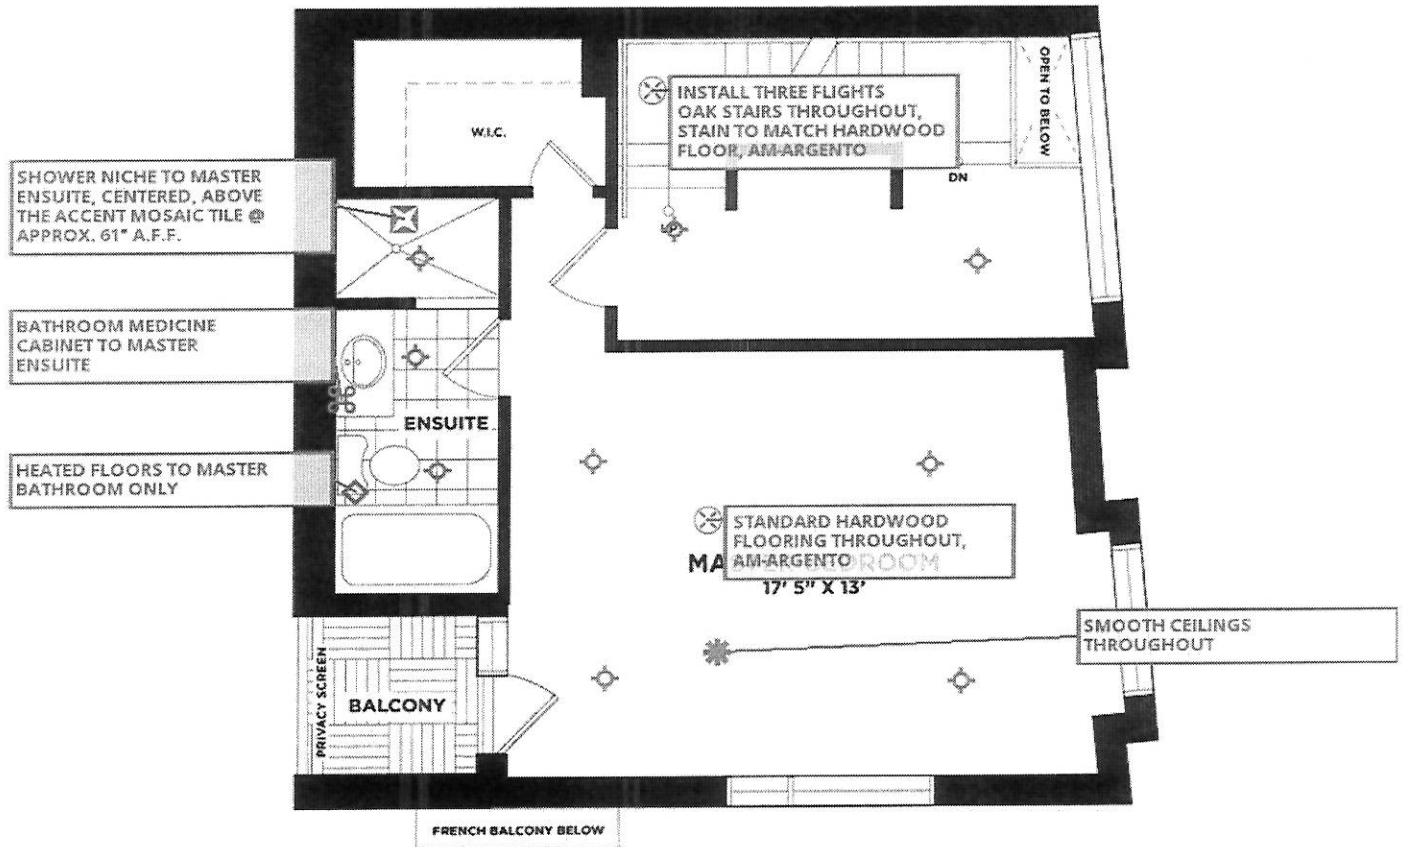 OPEN TO BELOW
INSTALL THREE FLIGHTS
OAK STAIRS THROUGHOUT,
STAIN TO MATCH HARDWOOD
FLOOR, AM-ARGENTO
W.I.C.
DN
UP
SHOWER NICHE TO MASTER
ENSUITE, CENTERED, ABOVE
THE ACCENT MOSAIC TILE @
APPROX. 61" A.F.F.
BATHROOM MEDICINE
CABINET TO MASTER
ENSUITE
ENSUITE
HEATED FLOORS TO MASTER
BATHROOM ONLY
STANDARD HARDWOOD
FLOORING THROUGHOUT,
AM-ARGENTO
MASTER BEDROOM
17' 5" X 13'
SMOOTH CEILINGS
THROUGHOUT
PRIVACY SCREEN
BALCONY
FRENCH BALCONY BELOW